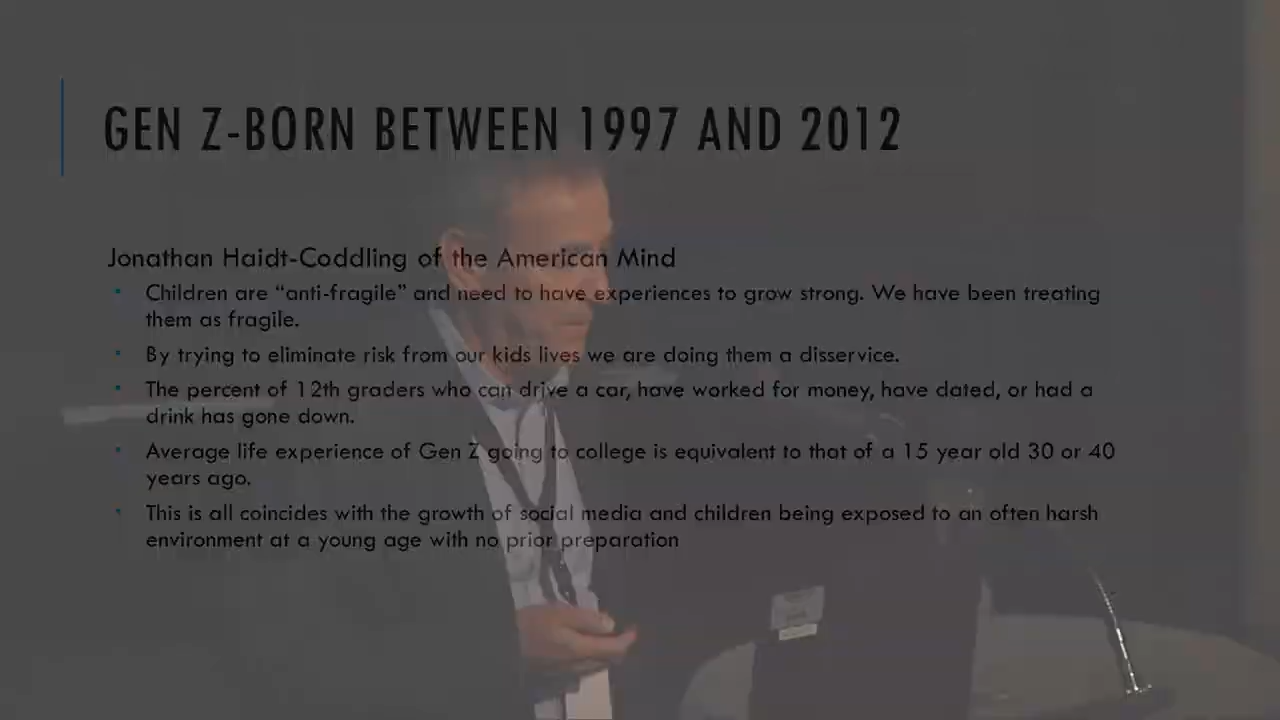 GEN Z-BORN BETWEEN 1997 AND 2012
Jonathan Haidt-Coddling of the American Mind
Children are “anti-fragile” and need to have experiences to grow strong. We have been treating
them as fragile.
By trying to eliminate risk from our kids lives we are doing them a disservice.
The percent of 12th graders who can drive a car, have worked for money, have dated, or had a
drink has gone down.
Average life experience of Gen Z going to college is equivalent to that of a 15 year old 30 or 40
years ago.
This is all coincides with the growth of social media and children being exposed to an often harsh
environment at a young age with no prior preparation